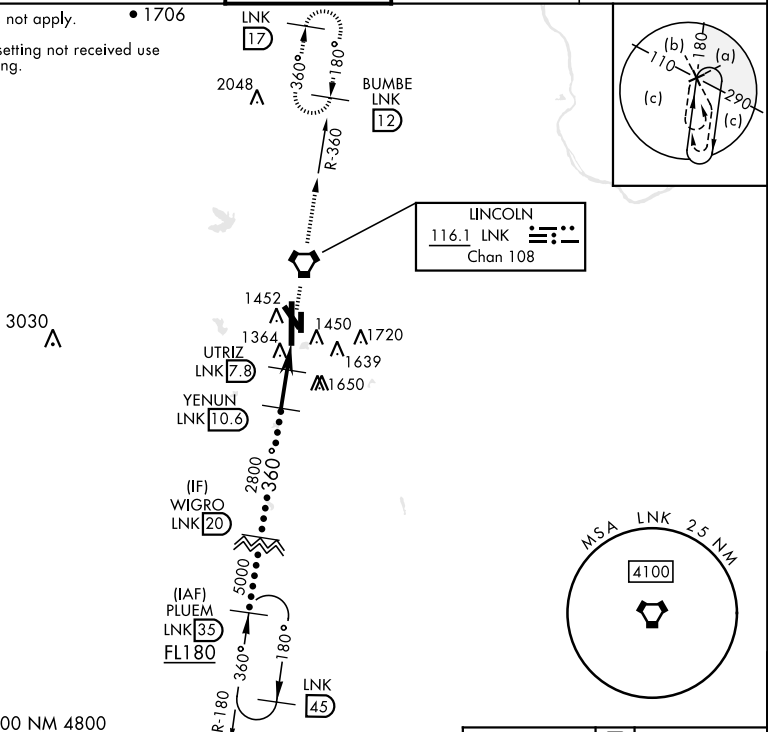 not apply.
1706
setting not received use
ng.
LNK
17
360°
180°
2048
BUMBE
LNK
12
R-360
180
(b)
(a)
110
290
(c)
(c)
LINCOLN
116.1 LNK
Chan 108
3030
1452
1450
1720
1364
1639
1650
UTRIZ
LNK 7.8
YENUN
LNK 10.6
2800
360°
(IF)
WIGRO
LNK 20
5000
(IAF)
PLUEM
LNK 35
FL180
360°
180°
LNK
45
R-180
MSA LNK 25 NM
4100
00 NM 4800